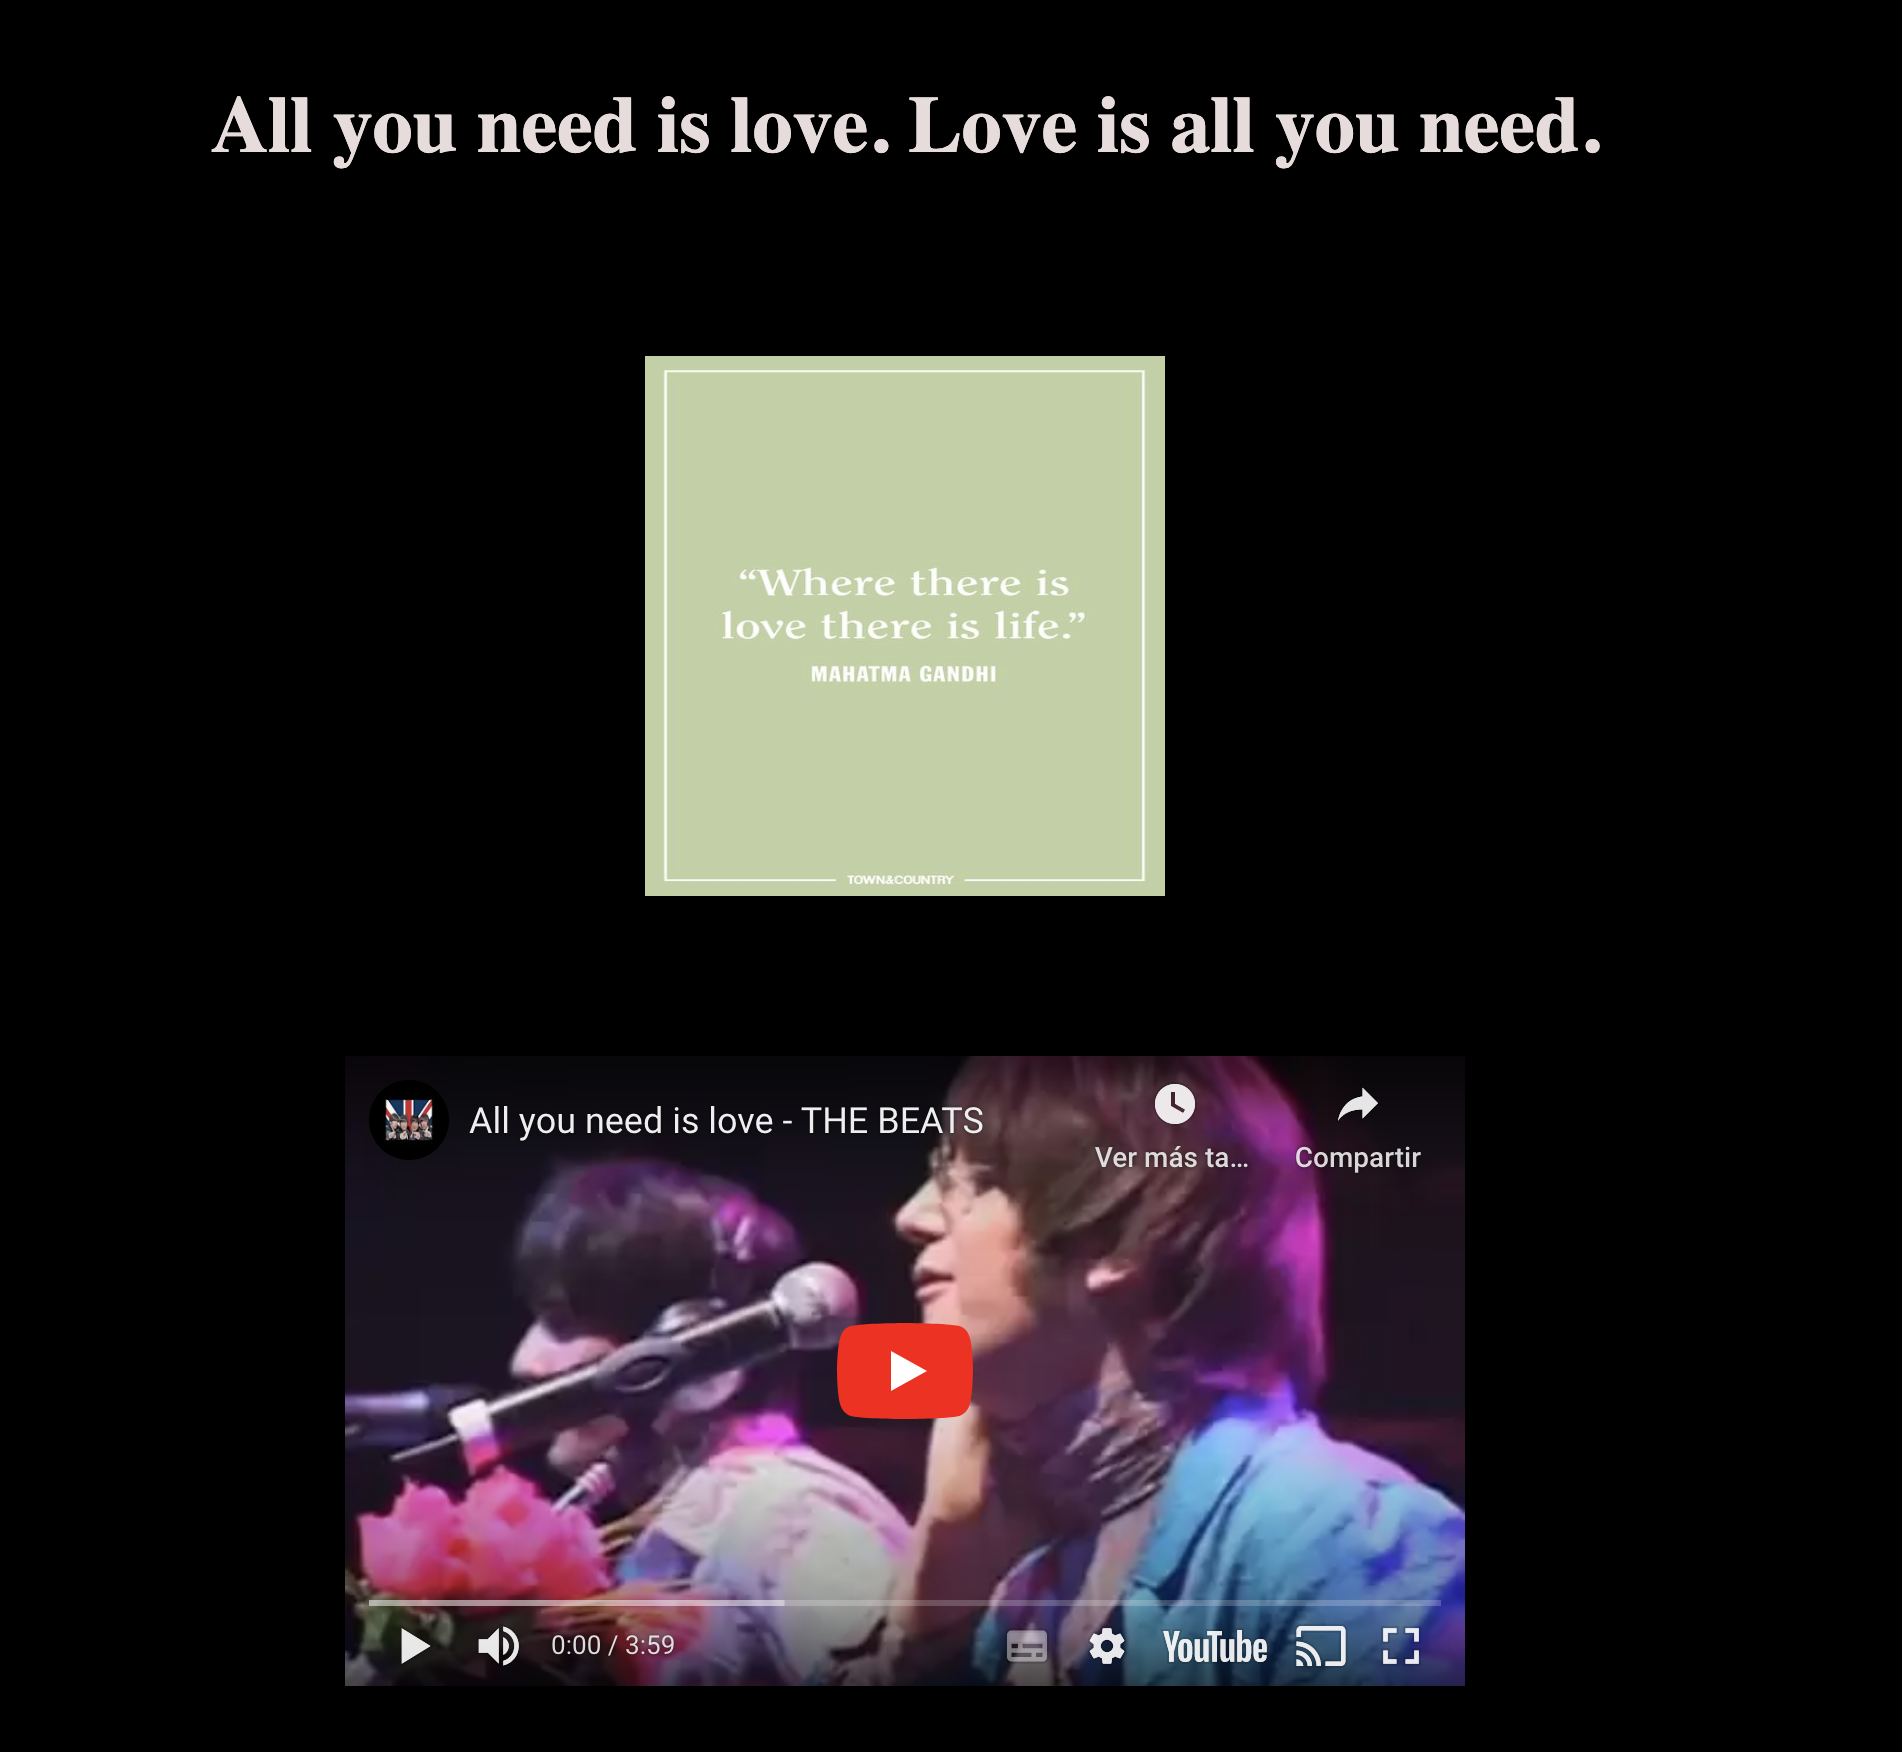 All you need is love. Love is all you need.
“Where there is
love there is life.”
MAHATMA GANDHI
TOWN&COUNTRY
All you need is love - THE BEATS
Ver más ta...
Compartir
0:00 / 3:59
YouTube